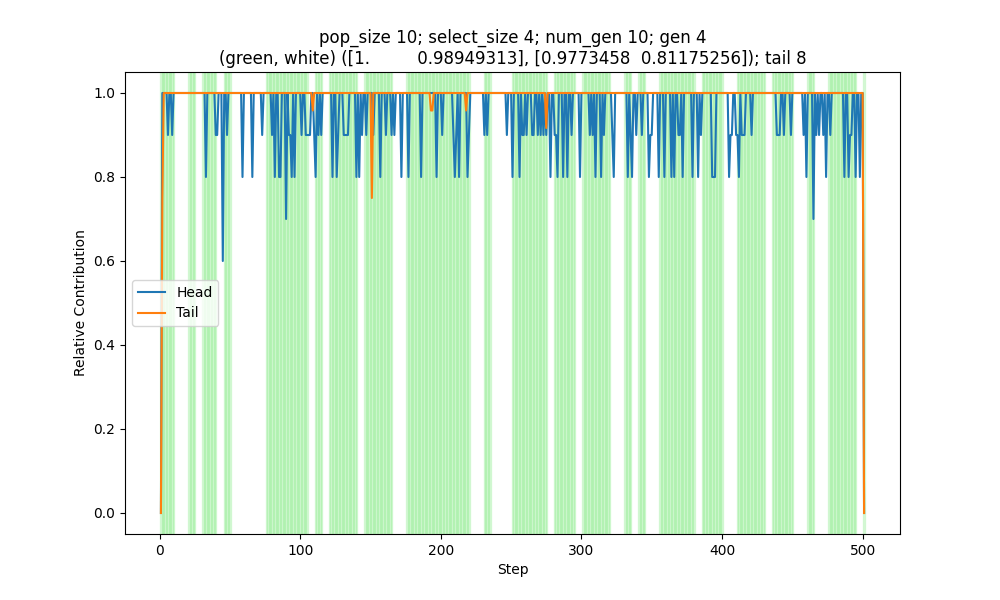 pop_size 10; select_size 4; num_gen 10; gen 4
(green, white) ([1.          0.98949313], [0.9773458  0.81175256]); tail 8
1.0
0.8
0.6
0.4
0.2
0.0
Relative Contribution
Head
Tail
0
100
200
300
400
500
Step